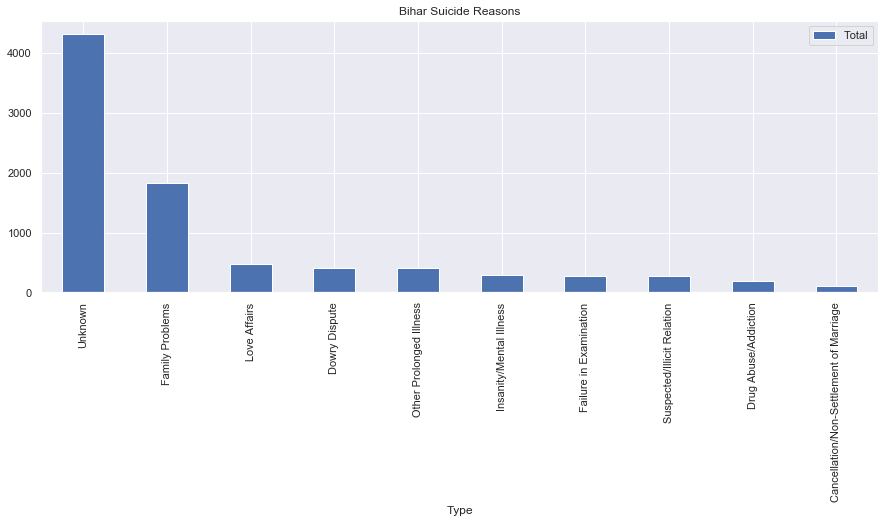 Bihar Suicide Reasons
Total
4000
3000
2000
1000
0
Unknown
Family Problems
Love Affairs
Dowry Dispute
Other Prolonged Illness
Insanity/Mental Illness
Failure in Examination
Suspected/Illicit Relation
Drug Abuse/Addiction
Cancellation/Non-Settlement of Marriage
Type